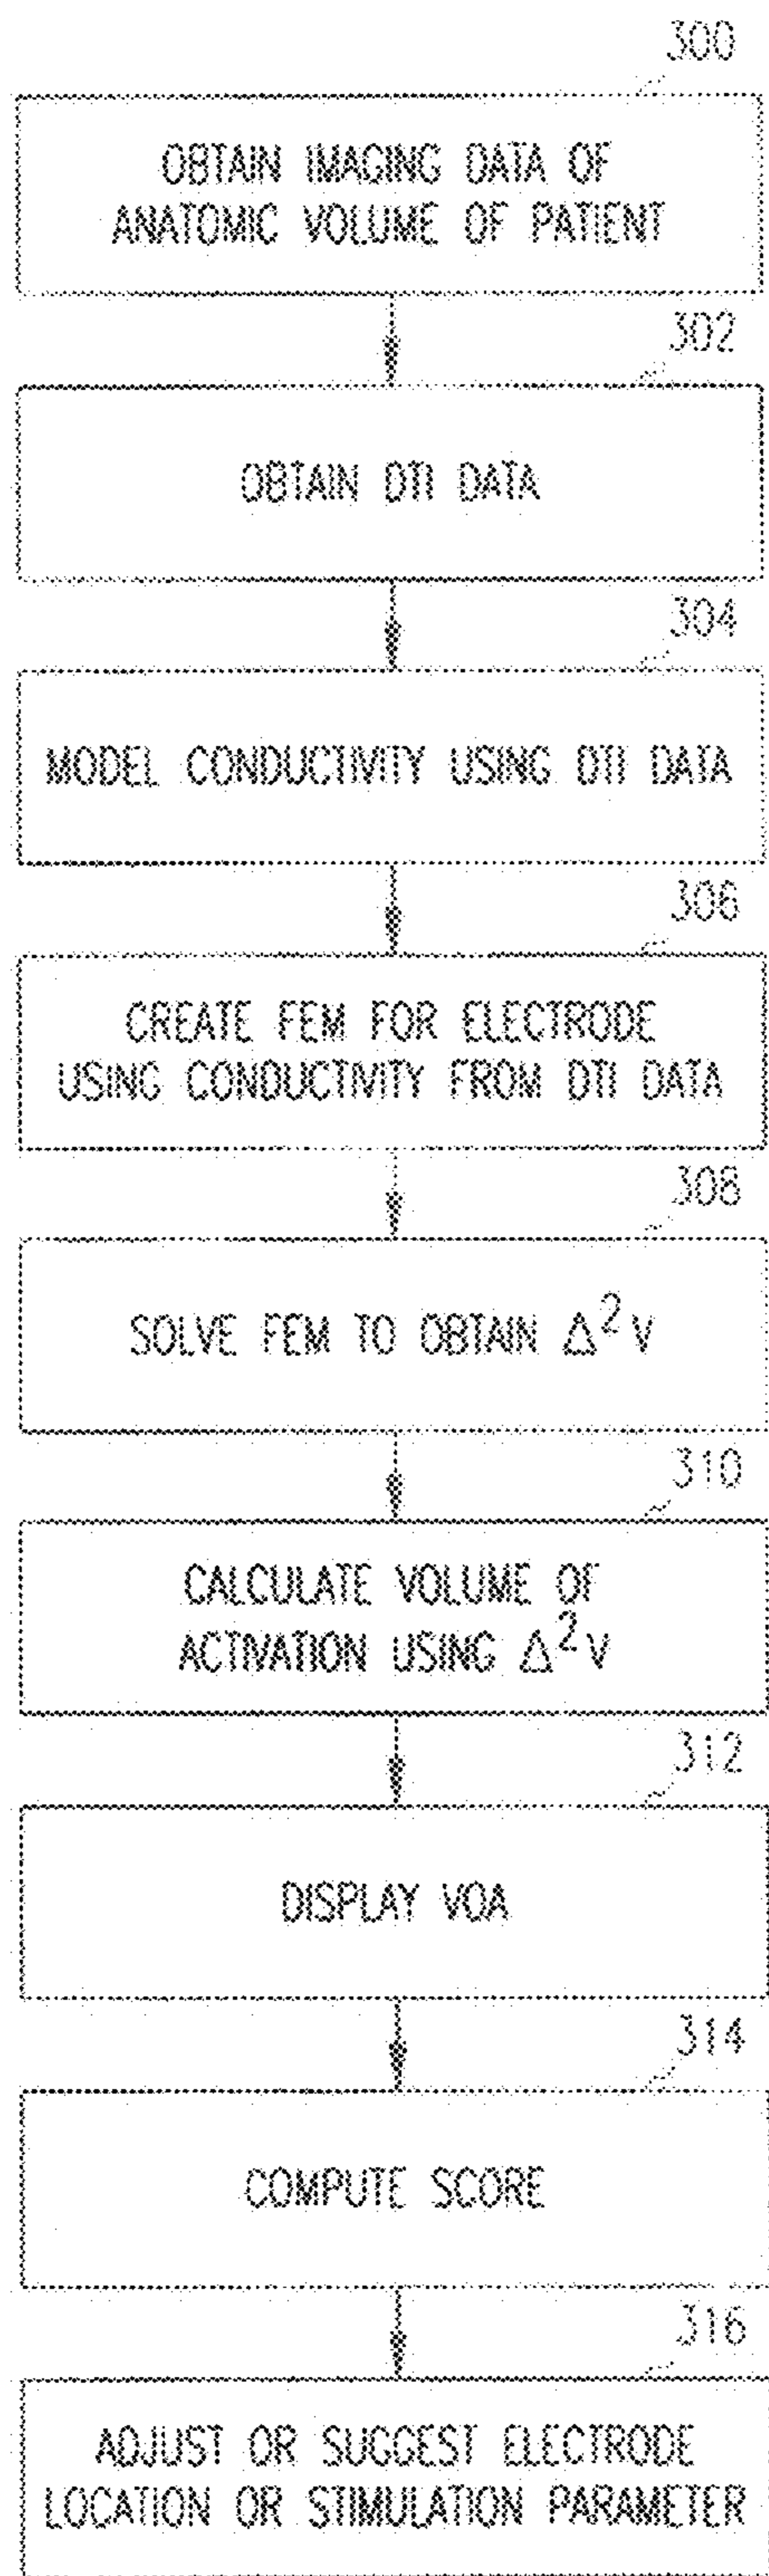 300
OBTAIN IMAGING DATA OF
ANATOMIC VOLUME OF PATIENT
302
OBTAIN DTI DATA
304
MODEL CONDUCTIVITY USING DTI DATA
306
CREATE FEM FOR ELECTRODE
USING CONDUCTIVITY FROM DTI DATA
308
SOLVE FEM TO OBTAIN Δ²V
310
CALCULATE VOLUME OF
ACTIVATION USING Δ²V
312
DISPLAY VOA
314
COMPUTE SCORE
316
ADJUST OR SUGGEST ELECTRODE
LOCATION OR STIMULATION PARAMETER